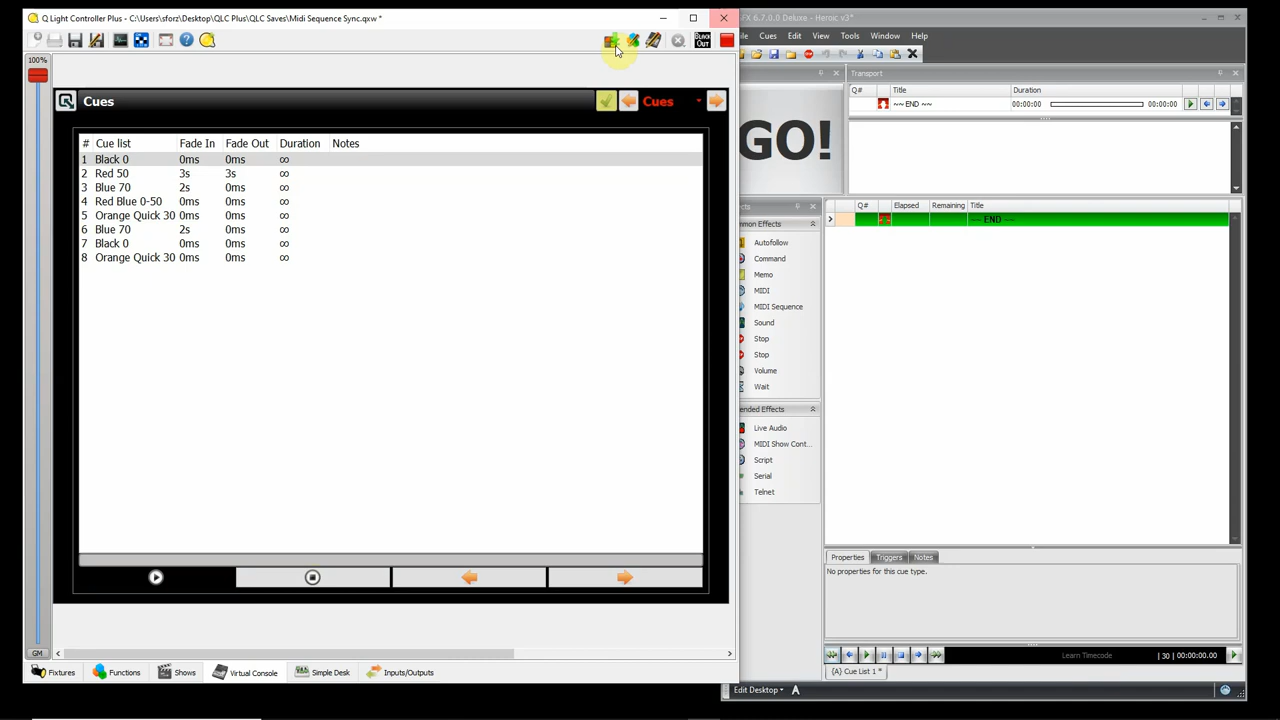 Q Light Controller Plus - C:\Users\sforz\Desktop\QLC Plus\QLC Saves\Midi Sequence Sync.qxw *
FX 6.7.0.0 Deluxe - Heroic v3*
Cues Edit View Tools Window Help
BLACK OUT
100%
Cues
Cues
# Cue list Fade In Fade Out Duration Notes
1 Black 0 0ms 0ms ∞
2 Red 50 3s 3s ∞
3 Blue 70 2s 0ms ∞
4 Red Blue 0-50 0ms 0ms ∞
5 Orange Quick 30 0ms 0ms ∞
6 Blue 70 2s 0ms ∞
7 Black 0 0ms 0ms ∞
8 Orange Quick 30 0ms 0ms ∞
GM
Fixtures Functions Shows Virtual Console Simple Desk Inputs/Outputs
GO!
Transport
Q# Title Duration
~~ END ~~ 00:00:00 00:00:00
Q# Elapsed Remaining Title
~~ END ~~
Autofollow
Command
Memo
MIDI
MIDI Sequence
Sound
Stop
Stop
Volume
Wait
Effects
Live Audio
MIDI Show Cont...
Script
Serial
Telnet
Properties Triggers Notes
No properties for this cue type.
Learn Timecode | 30 | 00:00:00.00
{A} Cue List 1 *
Edit Desktop
A